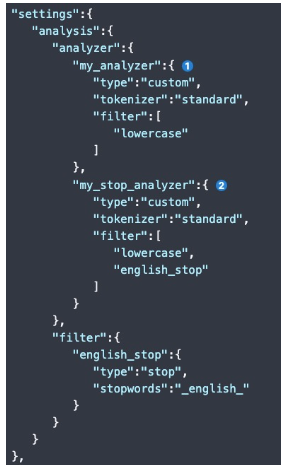 "settings":{
"analysis":{
"analyzer":{
"my_analyzer":{ 1
"type":"custom",
"tokenizer":"standard",
"filter":[
"lowercase"
]
},
"my_stop_analyzer":{ 2
"type":"custom",
"tokenizer":"standard",
"filter":[
"lowercase",
"english_stop"
]
}
},
"filter":{
"english_stop":{
"type":"stop",
"stopwords":"_english_"
}
}
}
},